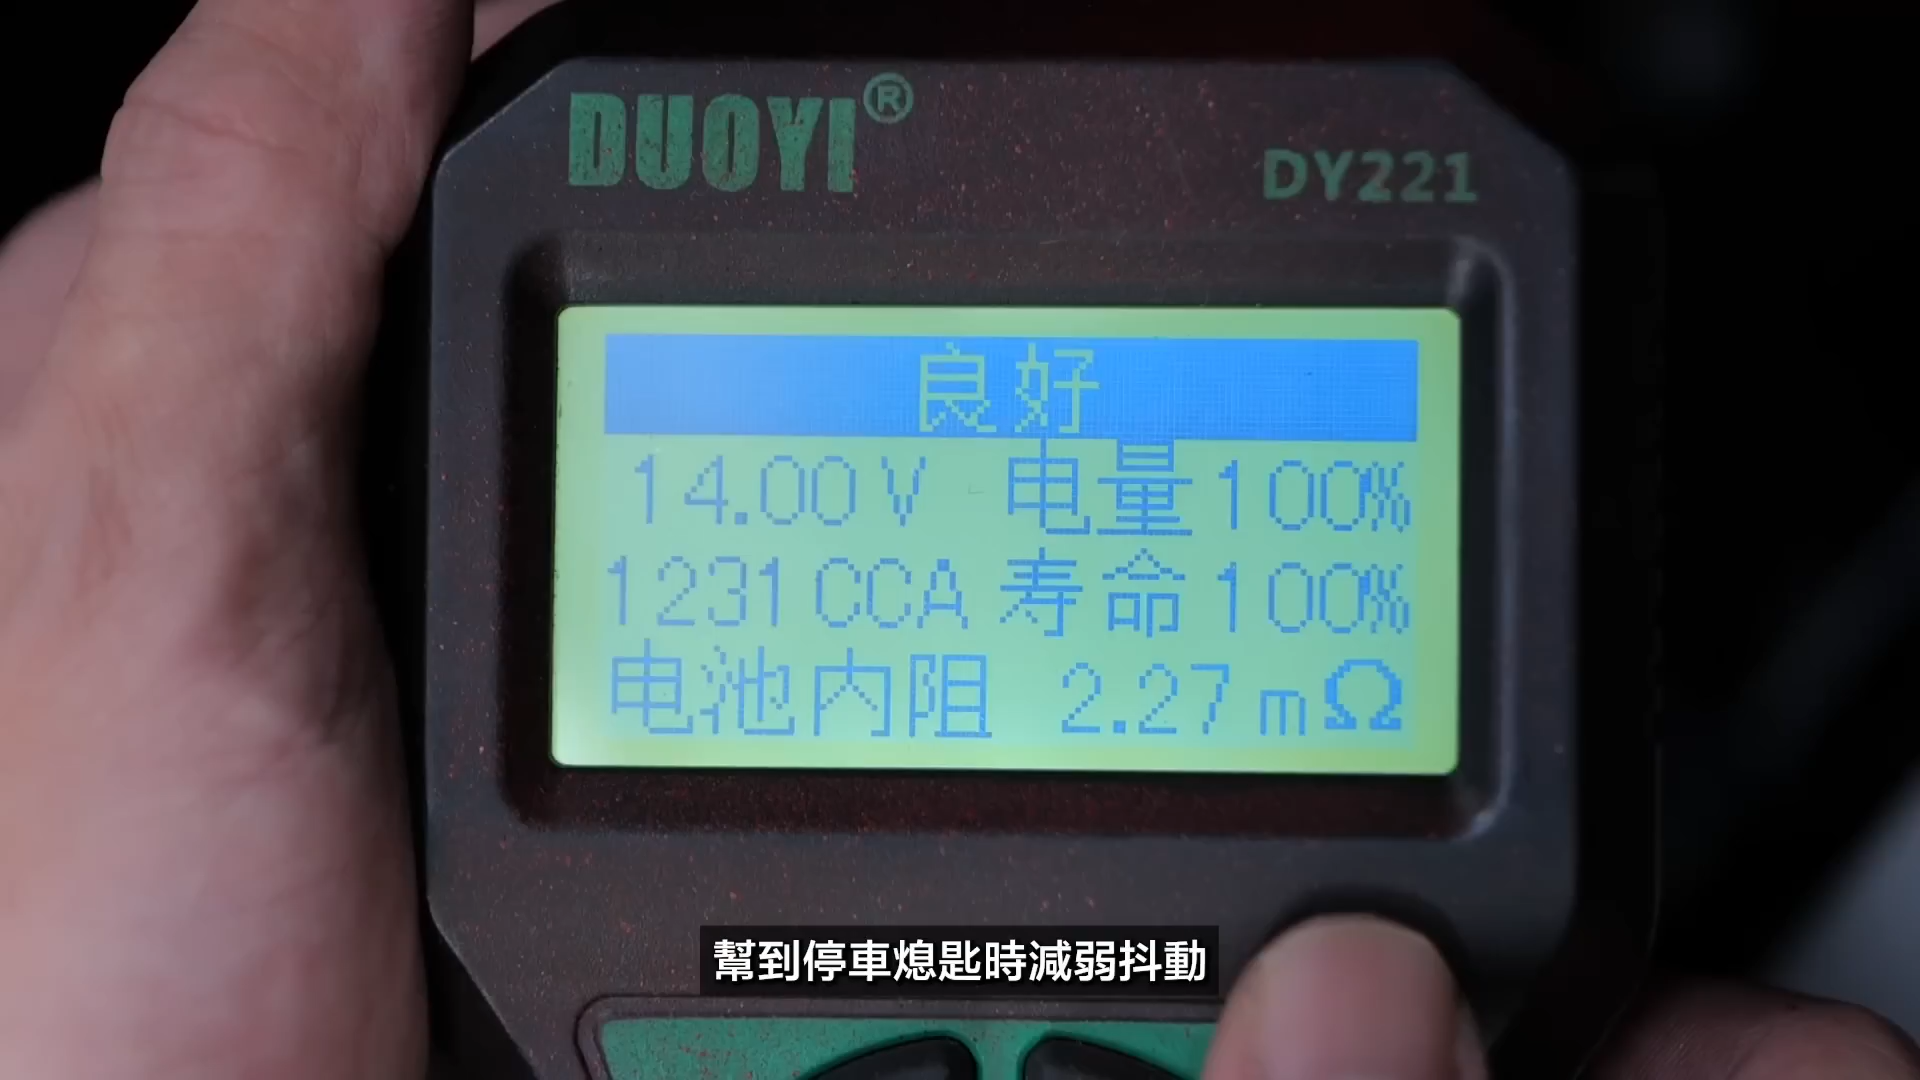 DUOYI®
DY221
良好
14.00V 电量100%
1231CCA 寿命100%
电池内阻 2.27mΩ
幫到停車熄匙時減弱抖動